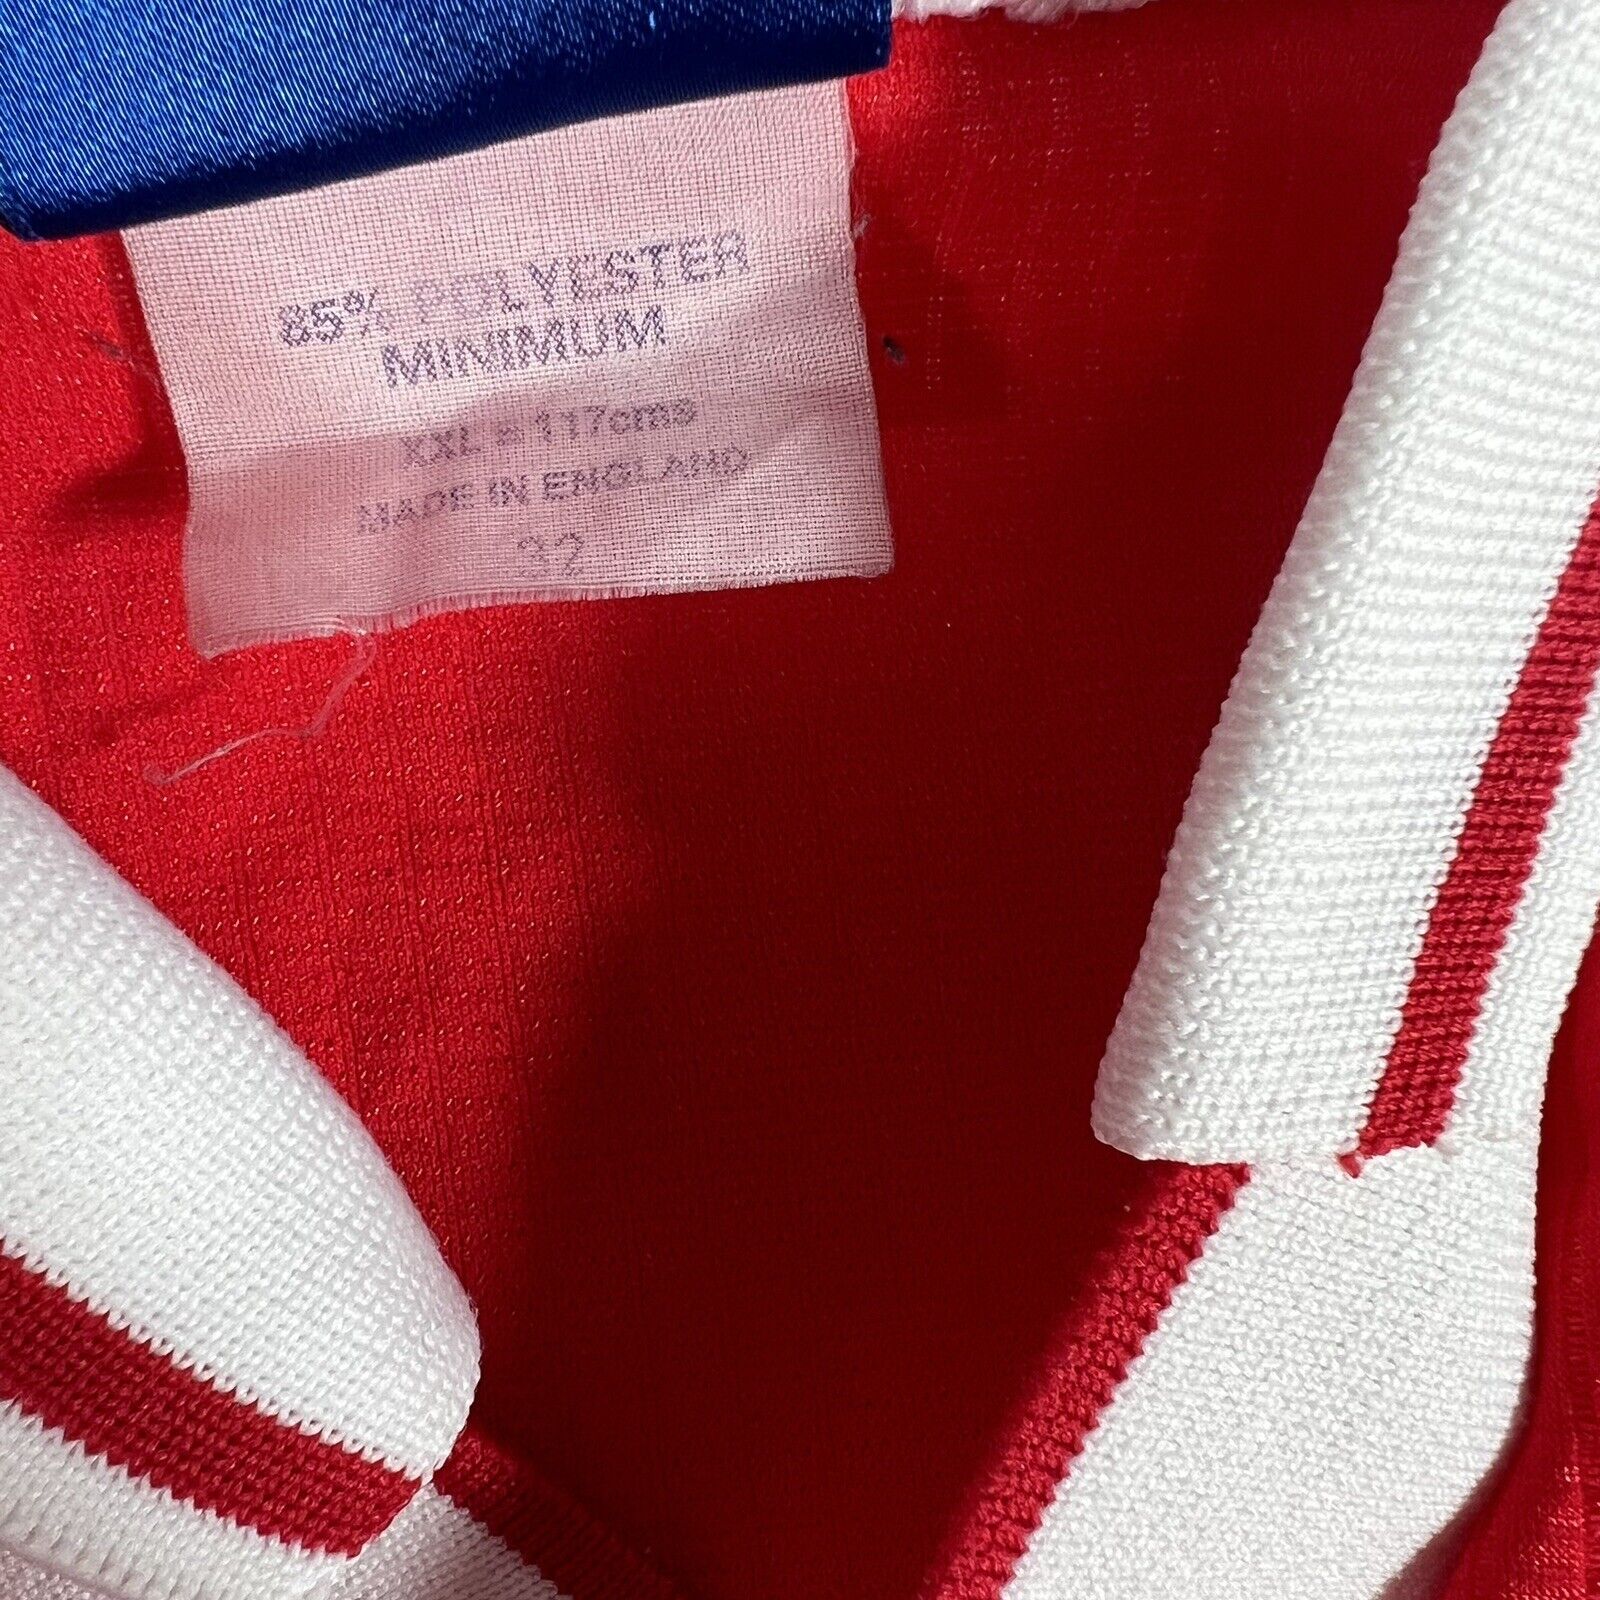 85% POLYESTER
MINIMUM
XXL = 117cms
MADE IN ENGLAND
32